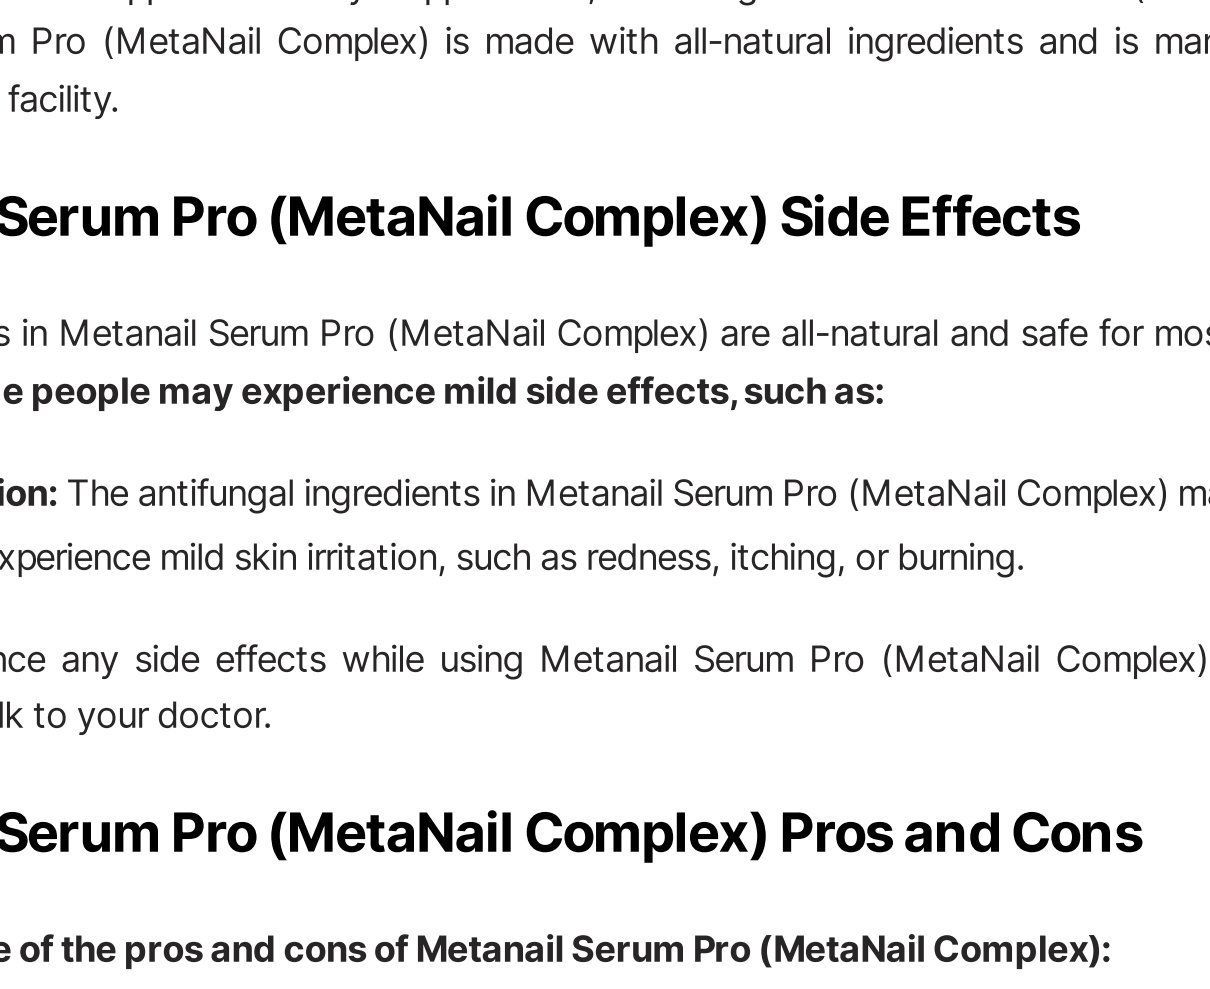 m Pro (MetaNail Complex) is made with all-natural ingredients and is
facility.
Serum Pro (MetaNail Complex) Side Effects
s in Metanail Serum Pro (MetaNail Complex) are all-natural and safe for
e people may experience mild side effects, such as:
ion: The antifungal ingredients in Metanail Serum Pro (MetaNail Complex)
xperience mild skin irritation, such as redness, itching, or burning.
nce any side effects while using Metanail Serum Pro (MetaNail Complex)
lk to your doctor.
Serum Pro (MetaNail Complex) Pros and Cons
e of the pros and cons of Metanail Serum Pro (MetaNail Complex):